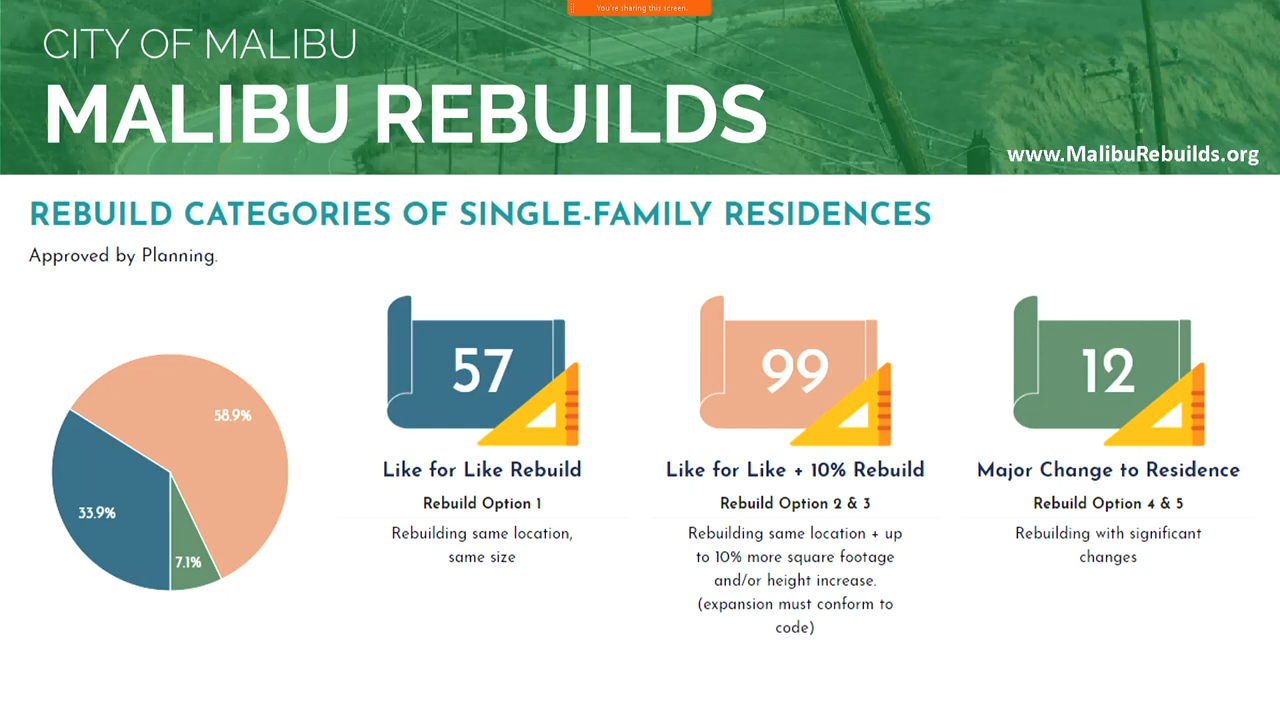 You're sharing this screen.
CITY OF MALIBU
MALIBU REBUILDS
www.MalibuRebuilds.org
REBUILD CATEGORIES OF SINGLE-FAMILY RESIDENCES
Approved by Planning.
58.9%
33.9%
7.1%
57
Like for Like Rebuild
Rebuild Option 1
Rebuilding same location,
same size
99
Like for Like + 10% Rebuild
Rebuild Option 2 & 3
Rebuilding same location + up
to 10% more square footage
and/or height increase.
(expansion must conform to
code)
12
Major Change to Residence
Rebuild Option 4 & 5
Rebuilding with significant
changes